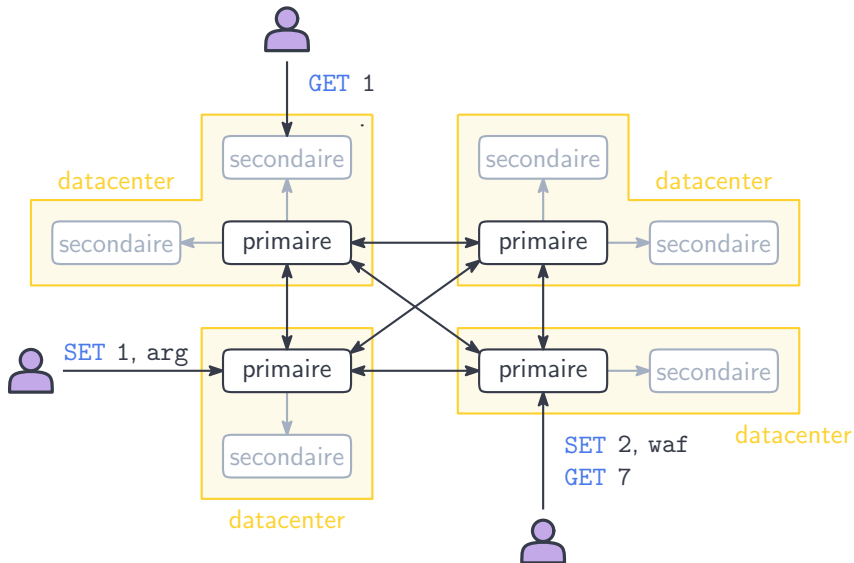 GET 1
secondaire
secondaire
datacenter
datacenter
secondaire
primaire
primaire
secondaire
SET 1, arg
primaire
primaire
secondaire
datacenter
secondaire
SET 2, waf
GET 7
datacenter